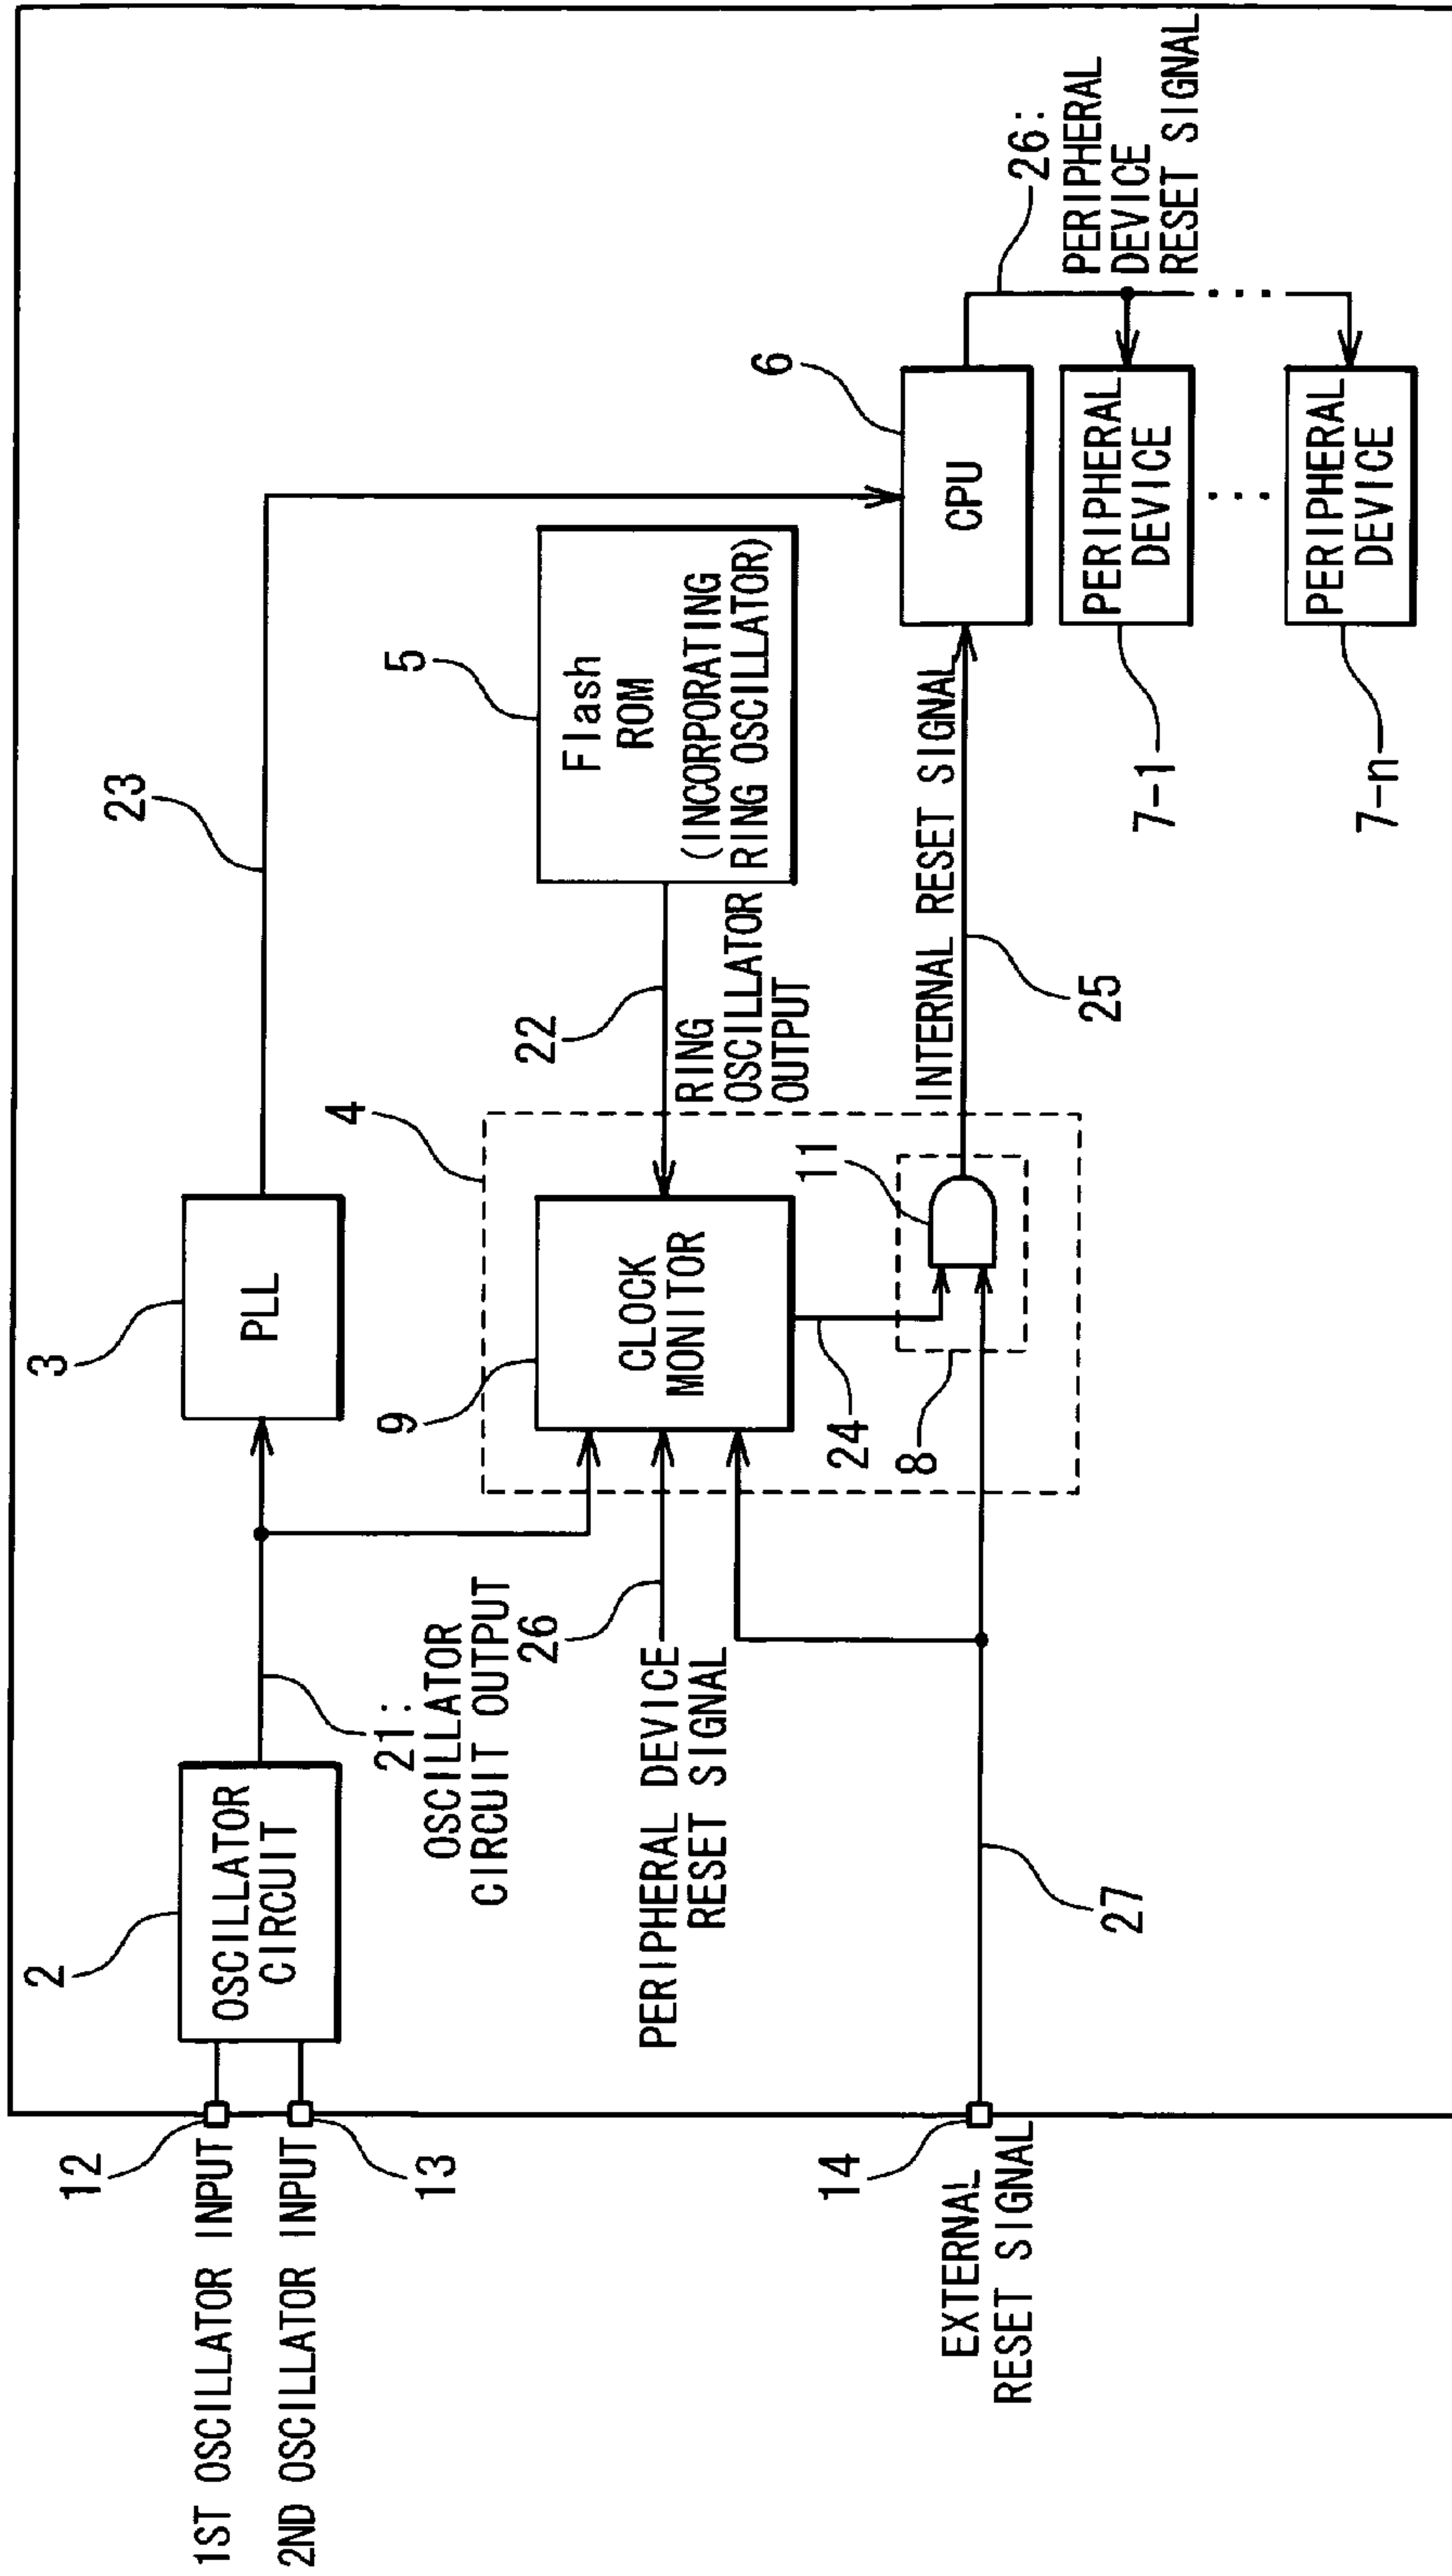 1ST OSCILLATOR INPUT
12
2ND OSCILLATOR INPUT
13
2
OSCILLATOR
CIRCUIT
21:
OSCILLATOR
CIRCUIT OUTPUT
3
PLL
23
4
9
CLOCK
MONITOR
26
PERIPHERAL DEVICE
RESET SIGNAL
22
RING
OSCILLATOR
OUTPUT
5
Flash
ROM
(INCORPORATING
RING OSCILLATOR)
24
8
11
14
EXTERNAL
RESET SIGNAL
27
INTERNAL RESET SIGNAL
25
6
CPU
26:
PERIPHERAL
DEVICE
RESET SIGNAL
PERIPHERAL
DEVICE
7-1
PERIPHERAL
DEVICE
7-n